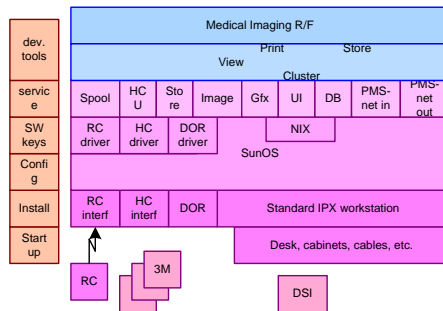 Medical Imaging R/F
dev.
tools
Print
Store
View
Cluster
servic
e
Spool
HC
U
Sto
re
Image
Gfx
UI
DB
PMS-
net in
PMS-
net
out
SW
keys
RC
driver
HC
driver
DOR
driver
NIX
SunOS
Confi
g
Install
RC
interf
HC
interf
DOR
Standard IPX workstation
Start
up
Desk, cabinets, cables, etc.
RC
3M
DSI